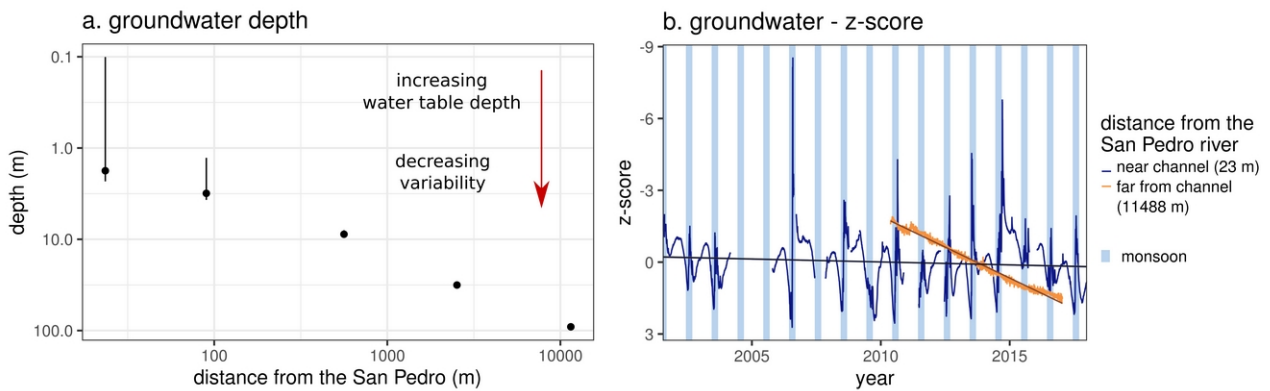 a. groundwater depth
0.1
1.0
10.0
100.0
depth (m)
increasing
water table depth
decreasing
variability
100
1000
10000
distance from the San Pedro (m)
b. groundwater - z-score
-9
-6
-3
0
3
z-score
2005
2010
2015
year
distance from the
San Pedro river
near channel (23 m)
far from channel
(11488 m)
monsoon